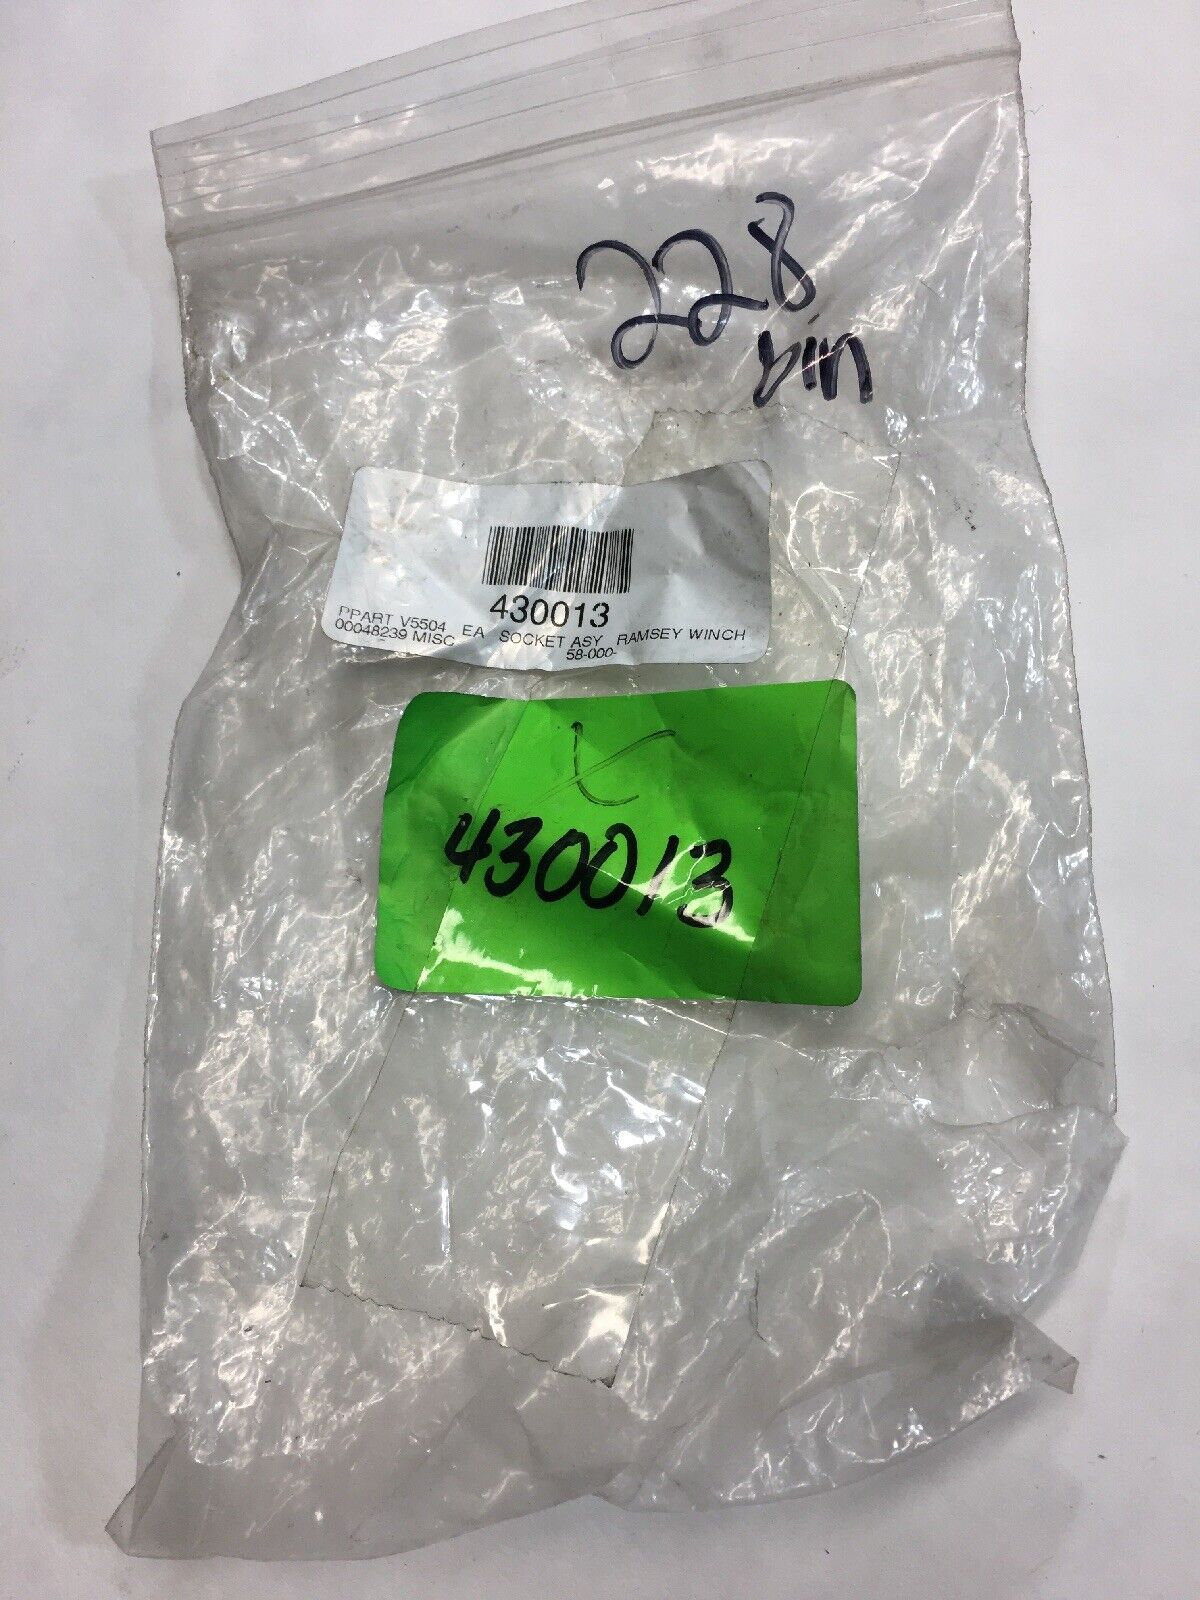 228
bin
430013
PPART V5504 EA SOCKET ASY RAMSEY WINCH
00048239 MISC 58-000-
430013